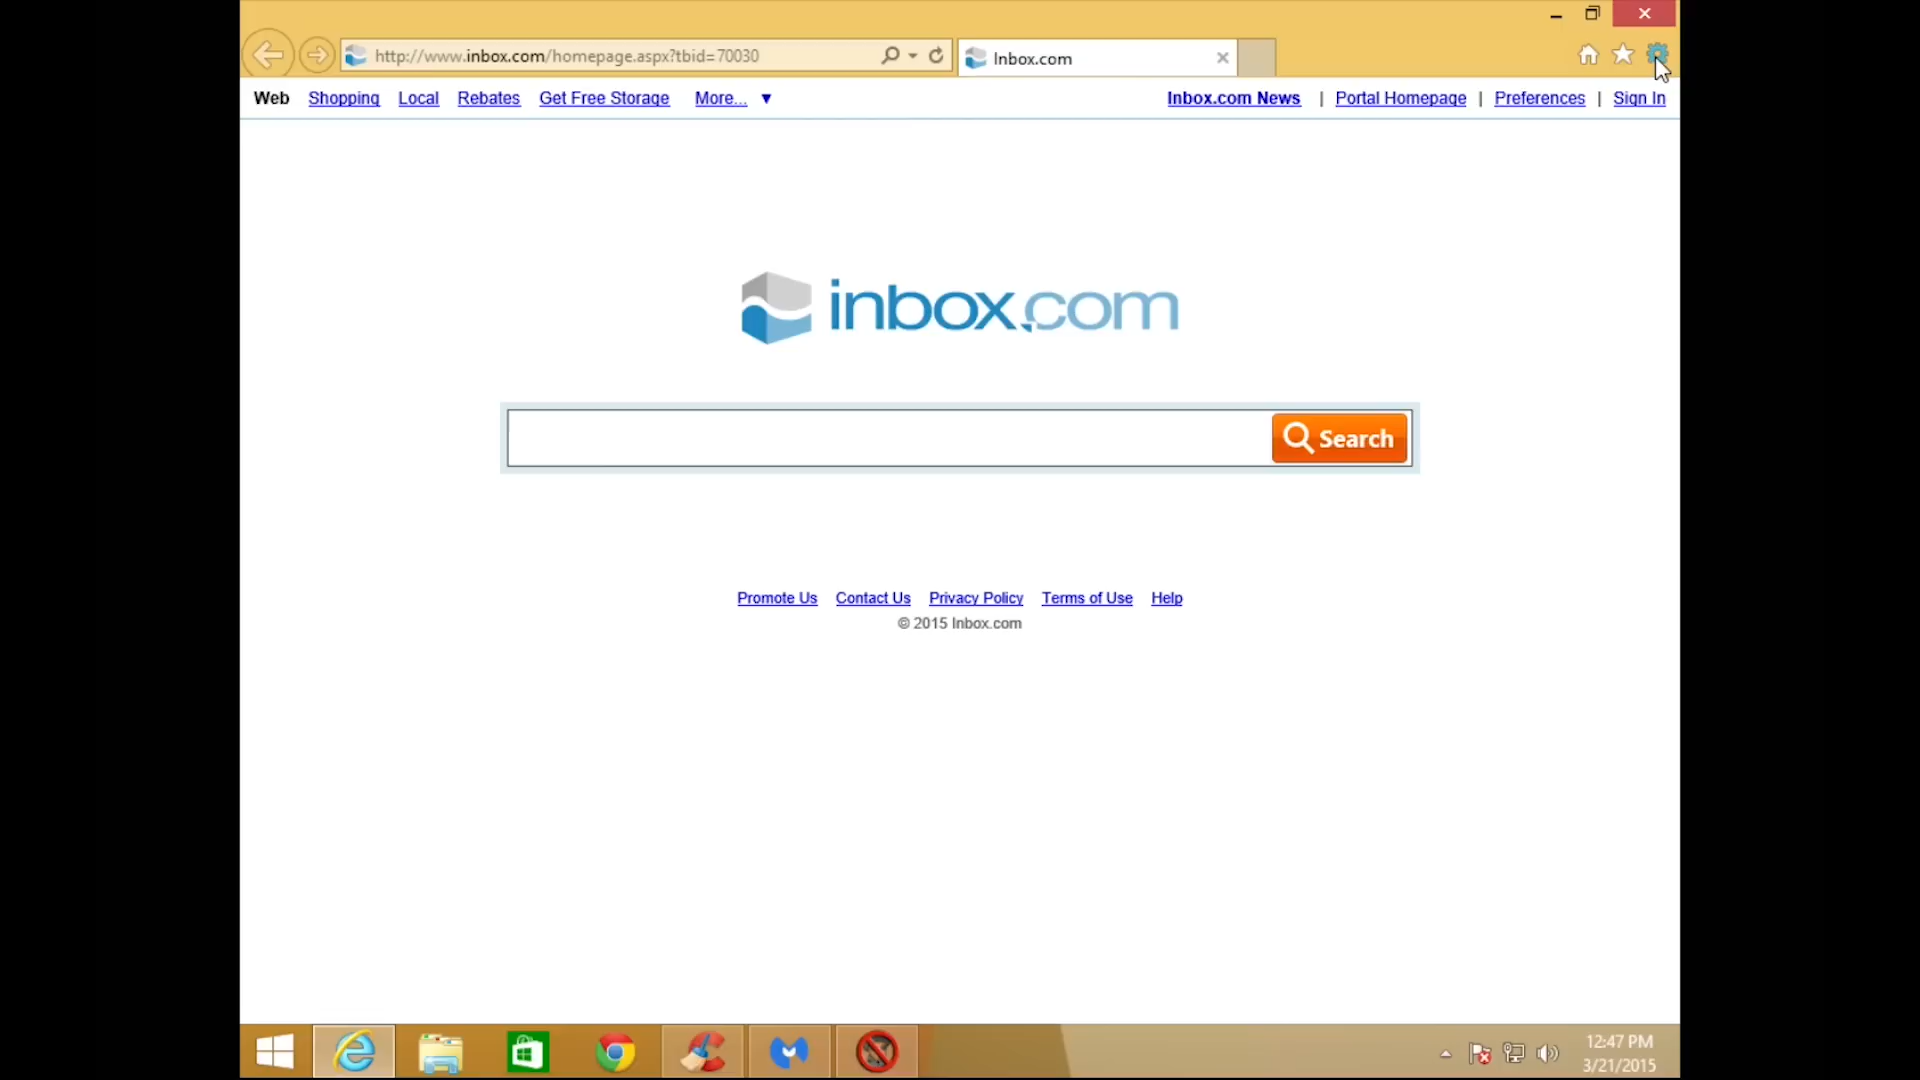 http://www.inbox.com/homepage.aspx?tbid=70030
Inbox.com
Web Shopping Local Rebates Get Free Storage More... ▼ Inbox.com News | Portal Homepage | Preferences | Sign In
inbox.com
Search
Promote Us Contact Us Privacy Policy Terms of Use Help
© 2015 Inbox.com
12:47 PM
3/21/2015